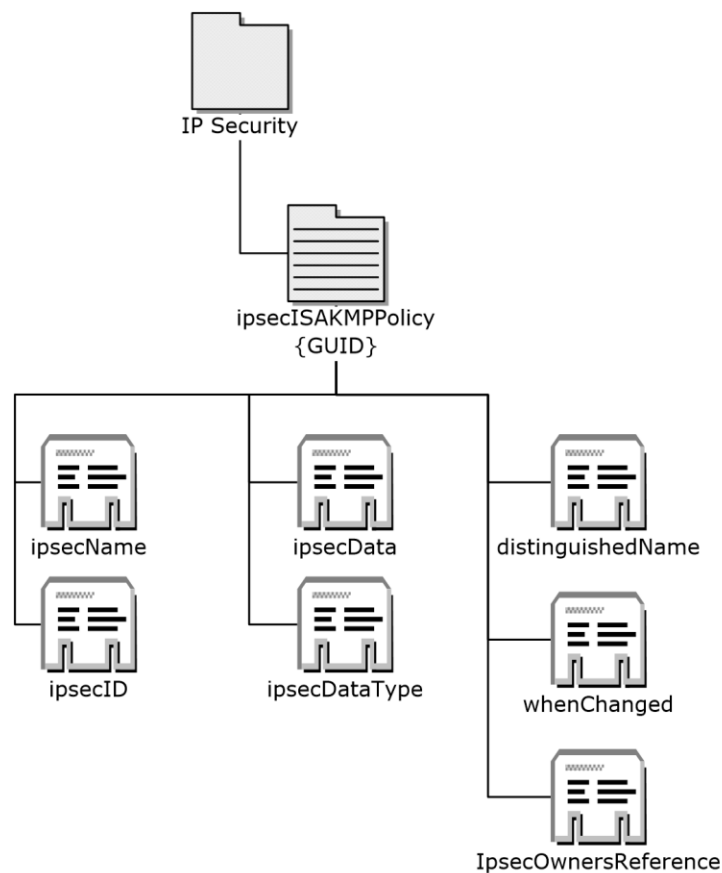 IP Security
ipsecISAKMPPolicy
{GUID}
ipsecName
ipsecData
distinguishedName
ipsecID
ipsecDataType
whenChanged
IpsecOwnersReference